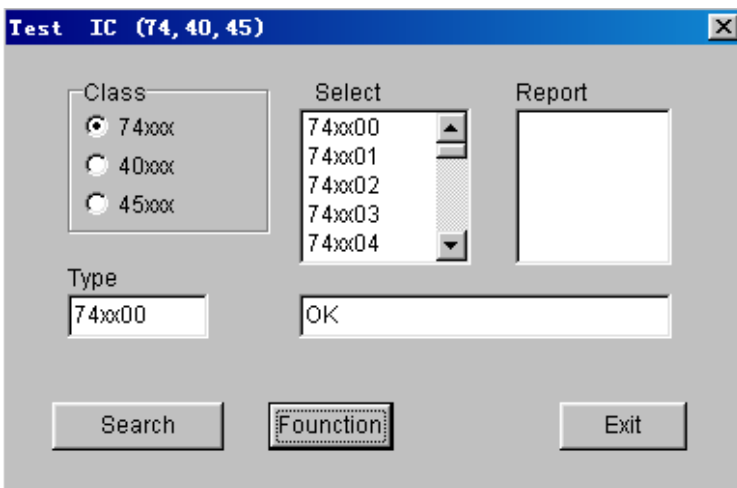 Test IC (74,40,45)
Class
74xxx
40xxx
45xxx
Select
74xx00
74xx01
74xx02
74xx03
74xx04
Report
Type
74xx00
OK
Search
Founction
Exit